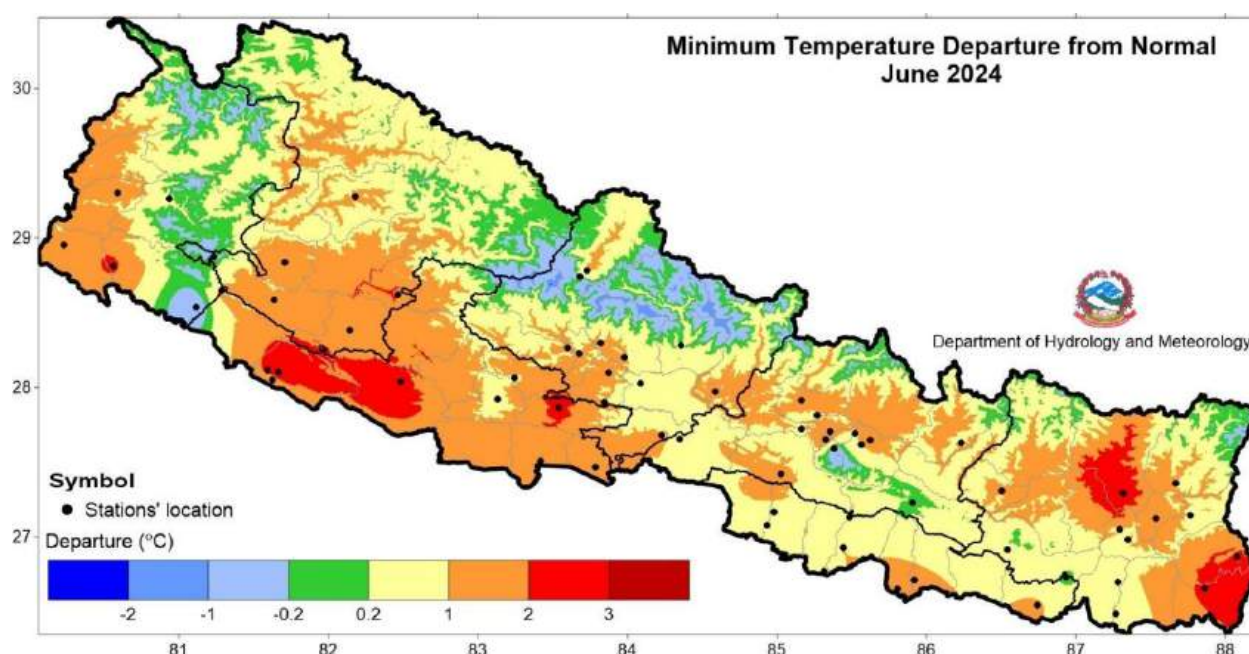 Minimum Temperature Departure from Normal
June 2024
30
29
28
27
Department of Hydrology and Meteorology
Symbol
Stations' location
Departure (°C)
-2 -1 -0.2 0.2 1 2 3
81 82 83 84 85 86 87 88